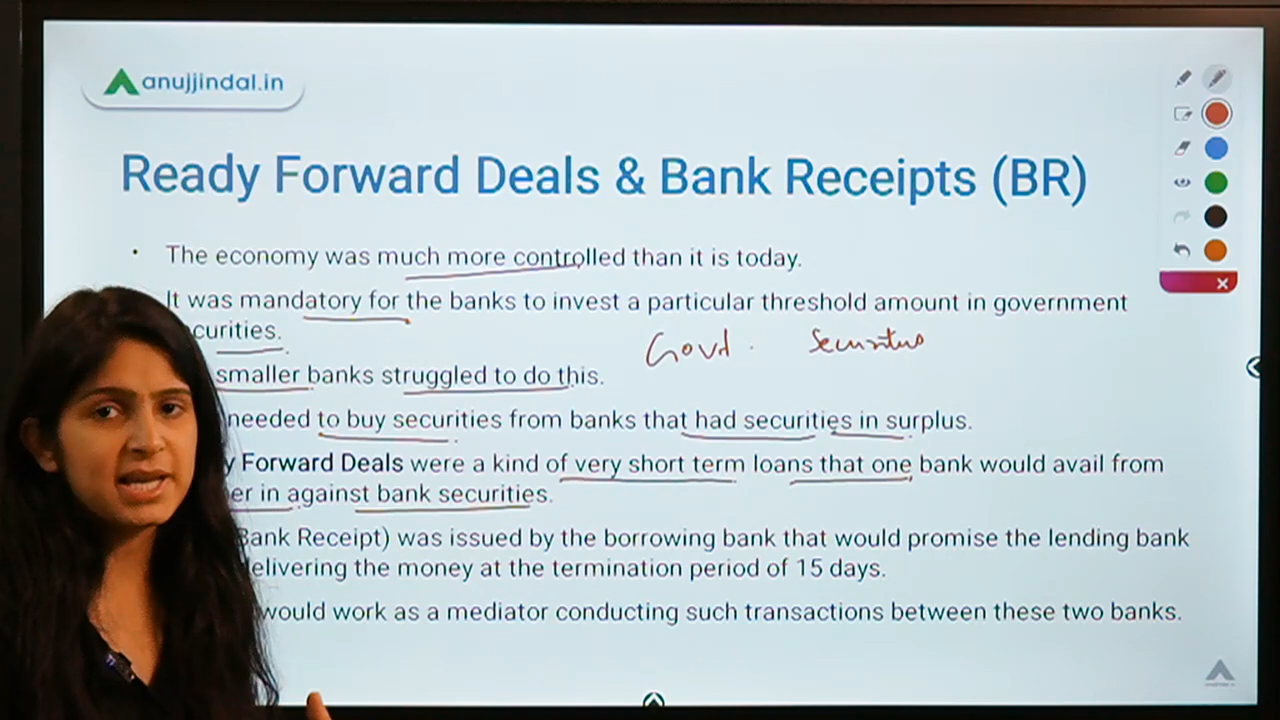 anujjindal.in
Ready Forward Deals & Bank Receipts (BR)
• The economy was much more controlled than it is today.
It was mandatory for the banks to invest a particular threshold amount in government
curities.
Govt. Securities
smaller banks struggled to do this.
needed to buy securities from banks that had securities in surplus.
y Forward Deals were a kind of very short term loans that one bank would avail from
er in against bank securities.
Bank Receipt) was issued by the borrowing bank that would promise the lending bank
elivering the money at the termination period of 15 days.
would work as a mediator conducting such transactions between these two banks.